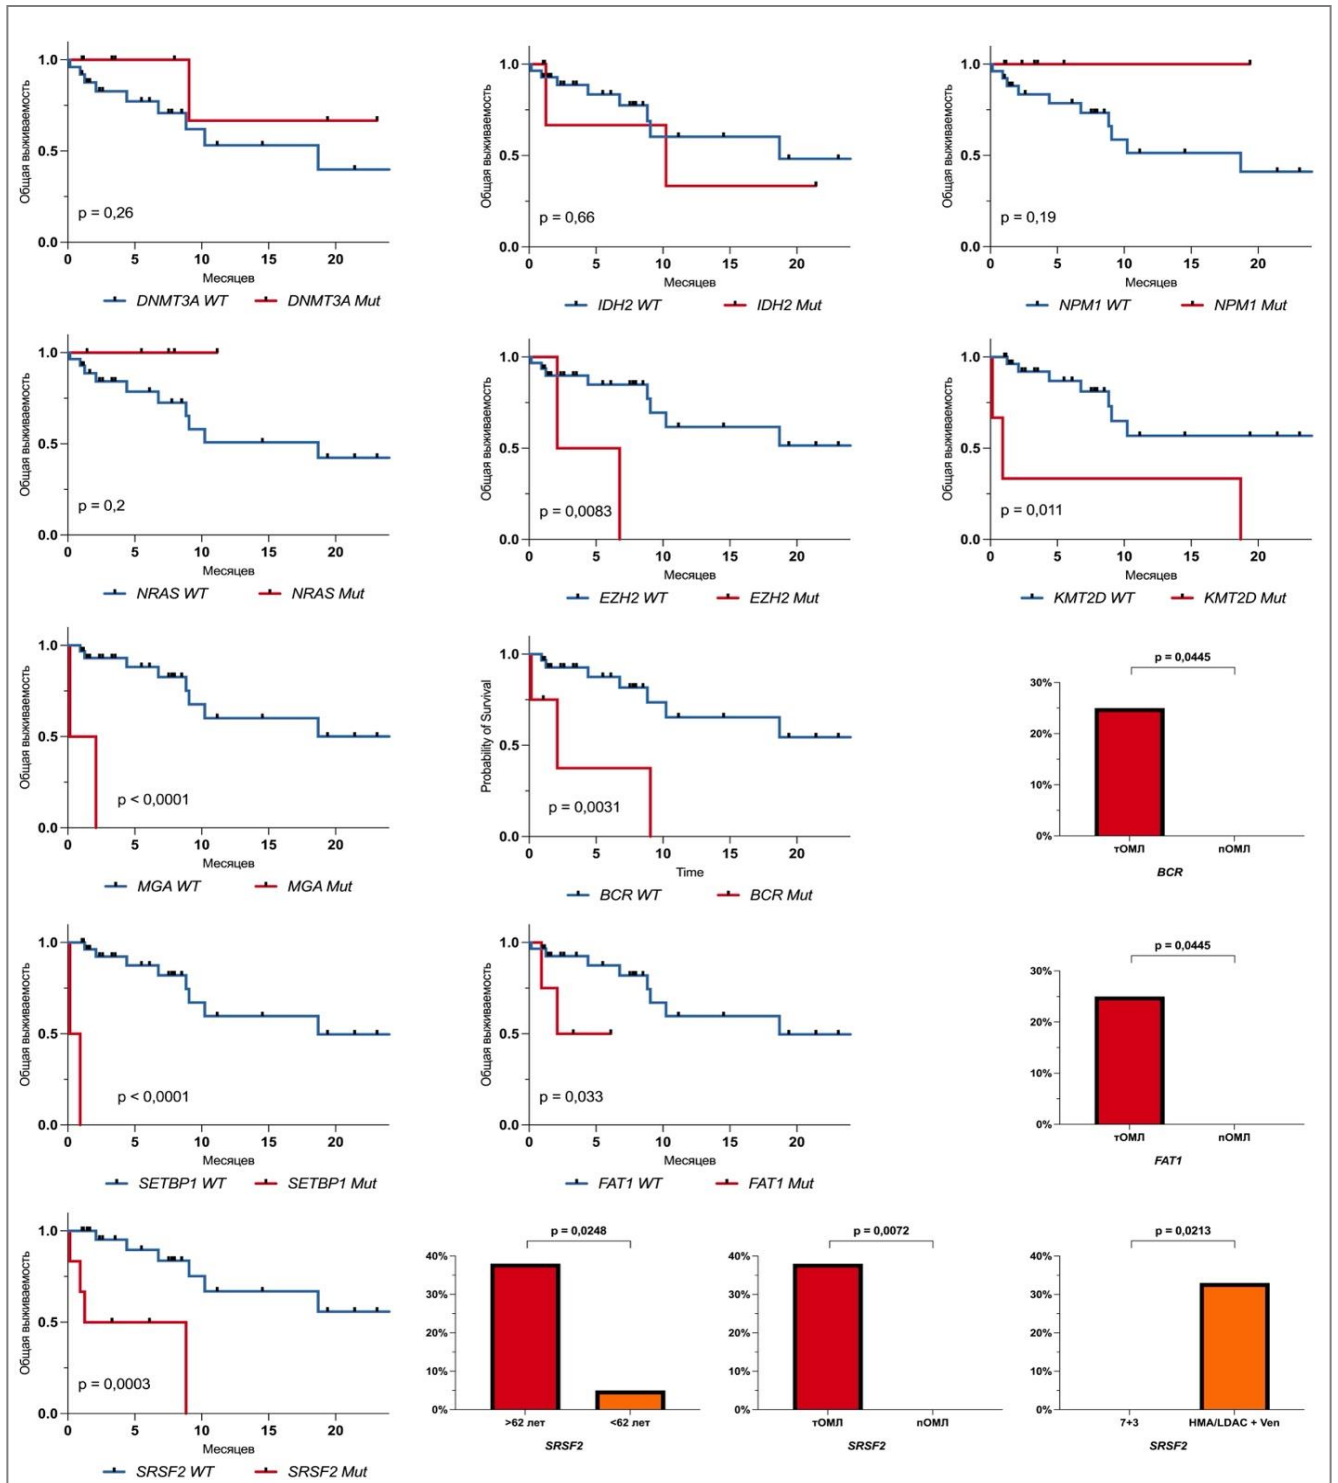 Общая выживаемость
1.0
0.5
0.0
p = 0,26
0 5 10 15 20
Месяцев
DNMT3A WT DNMT3A Mut
Общая выживаемость
1.0
0.5
0.0
p = 0,66
0 5 10 15 20
Месяцев
IDH2 WT IDH2 Mut
Общая выживаемость
1.0
0.5
0.0
p = 0,19
0 5 10 15 20
Месяцев
NPM1 WT NPM1 Mut
Общая выживаемость
1.0
0.5
0.0
p = 0,2
0 5 10 15 20
Месяцев
NRAS WT NRAS Mut
Общая выживаемость
1.0
0.5
0.0
p = 0,0083
0 5 10 15 20
Месяцев
EZH2 WT EZH2 Mut
Общая выживаемость
1.0
0.5
0.0
p = 0,011
0 5 10 15 20
Месяцев
KMT2D WT KMT2D Mut
Общая выживаемость
1.0
0.5
0.0
p < 0,0001
0 5 10 15 20
Месяцев
MGA WT MGA Mut
Probability of Survival
1.0
0.5
0.0
p = 0,0031
0 5 10 15 20
Time
BCR WT BCR Mut
p = 0,0445
30%
20%
10%
0%
тОМЛ пОМЛ
BCR
Общая выживаемость
1.0
0.5
0.0
p < 0,0001
0 5 10 15 20
Месяцев
SETBP1 WT SETBP1 Mut
Общая выживаемость
1.0
0.5
0.0
p = 0,033
0 5 10 15 20
Месяцев
FAT1 WT FAT1 Mut
p = 0,0445
30%
20%
10%
0%
тОМЛ пОМЛ
FAT1
Общая выживаемость
1.0
0.5
0.0
p = 0,0003
0 5 10 15 20
Месяцев
SRSF2 WT SRSF2 Mut
p = 0,0248
40%
30%
20%
10%
0%
>62 лет <62 лет
SRSF2
p = 0,0072
40%
30%
20%
10%
0%
тОМЛ пОМЛ
SRSF2
p = 0,0213
40%
30%
20%
10%
0%
7+3 HMA/LDAC + Ven
SRSF2